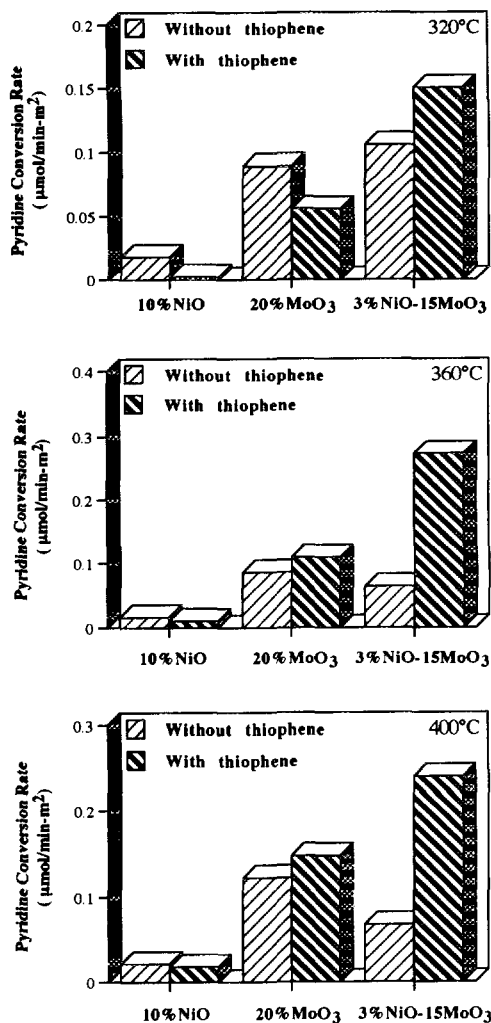 Without thiophene
With thiophene
320°C
Pyridine Conversion Rate
( μmol/min-m²)
0.2
0.15
0.1
0.05
0
10%NiO
20%MoO₃
3%NiO-15MoO₃
Without thiophene
With thiophene
360°C
Pyridine Conversion Rate
( μmol/min-m²)
0.4
0.3
0.2
0.1
0
10%NiO
20%MoO₃
3%NiO-15MoO₃
Without thiophene
With thiophene
400°C
Pyridine Conversion Rate
( μmol/min-m²)
0.3
0.2
0.1
0
10%NiO
20%MoO₃
3%NiO-15MoO₃